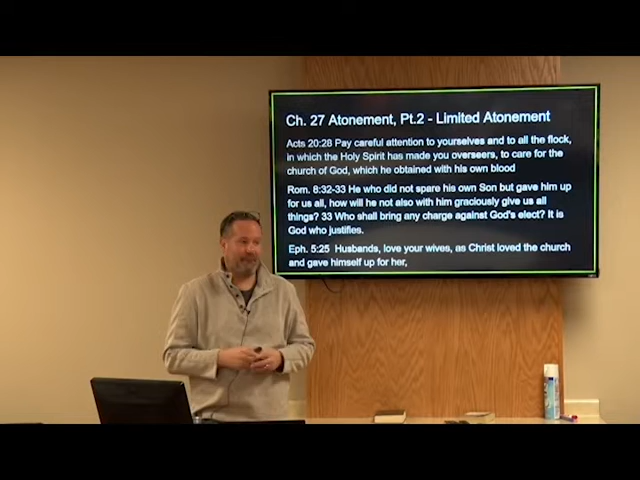 Ch. 27 Atonement, Pt.2 - Limited Atonement
Acts 20:28 Pay careful attention to yourselves and to all the flock,
in which the Holy Spirit has made you overseers, to care for the
church of God, which he obtained with his own blood
Rom. 8:32-33 He who did not spare his own Son but gave him up
for us all, how will he not also with him graciously give us all
things? 33 Who shall bring any charge against God's elect? It is
God who justifies.
Eph. 5:25 Husbands, love your wives, as Christ loved the church
and gave himself up for her,